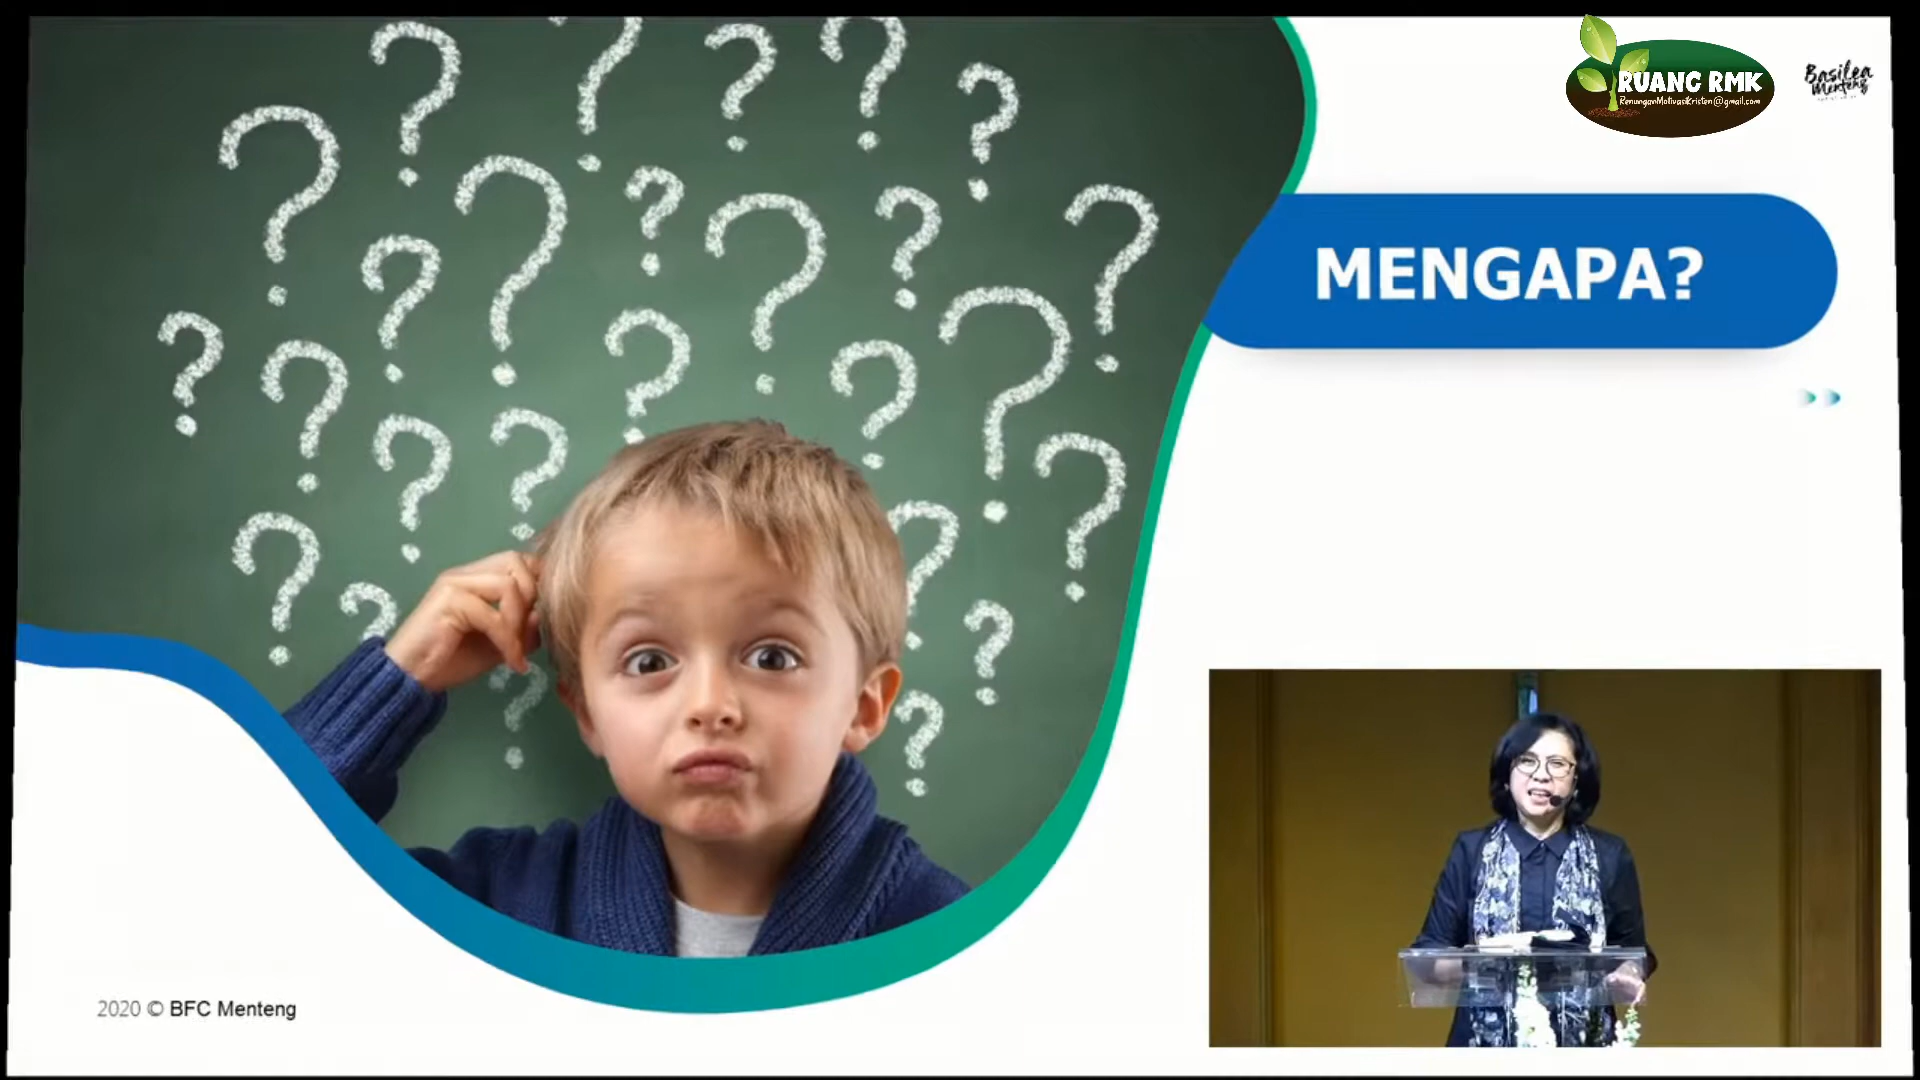 RUANG RMK
RenunganMotivasiKristen@gmail.com
Basilea
Menteng
MENGAPA?
2020 © BFC Menteng